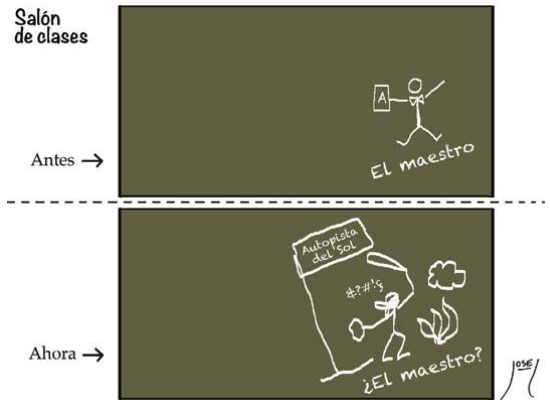 Salón
de clases
Antes →
A
El maestro
Autopista
del Sol
&?#!§
Ahora →
¿El maestro?
JOSE